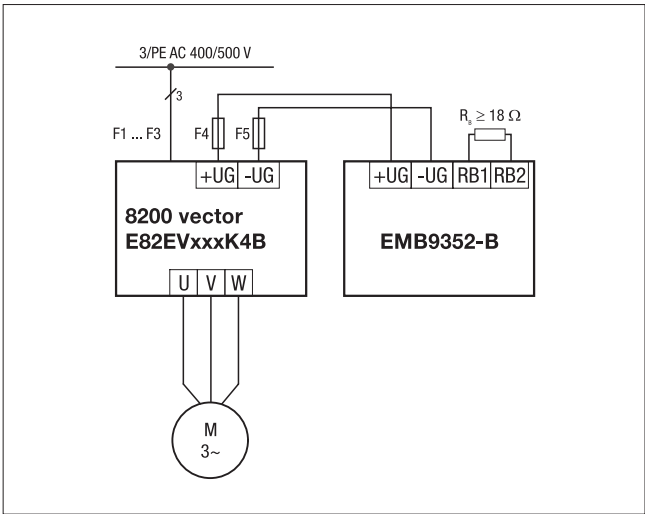 3/PE AC 400/500 V
3
F1 ... F3
F4
F5
R_B ≥ 18 Ω
+UG
-UG
+UG
-UG
RB1
RB2
8200 vector
E82EVxxxK4B
EMB9352-B
U
V
W
M
3~